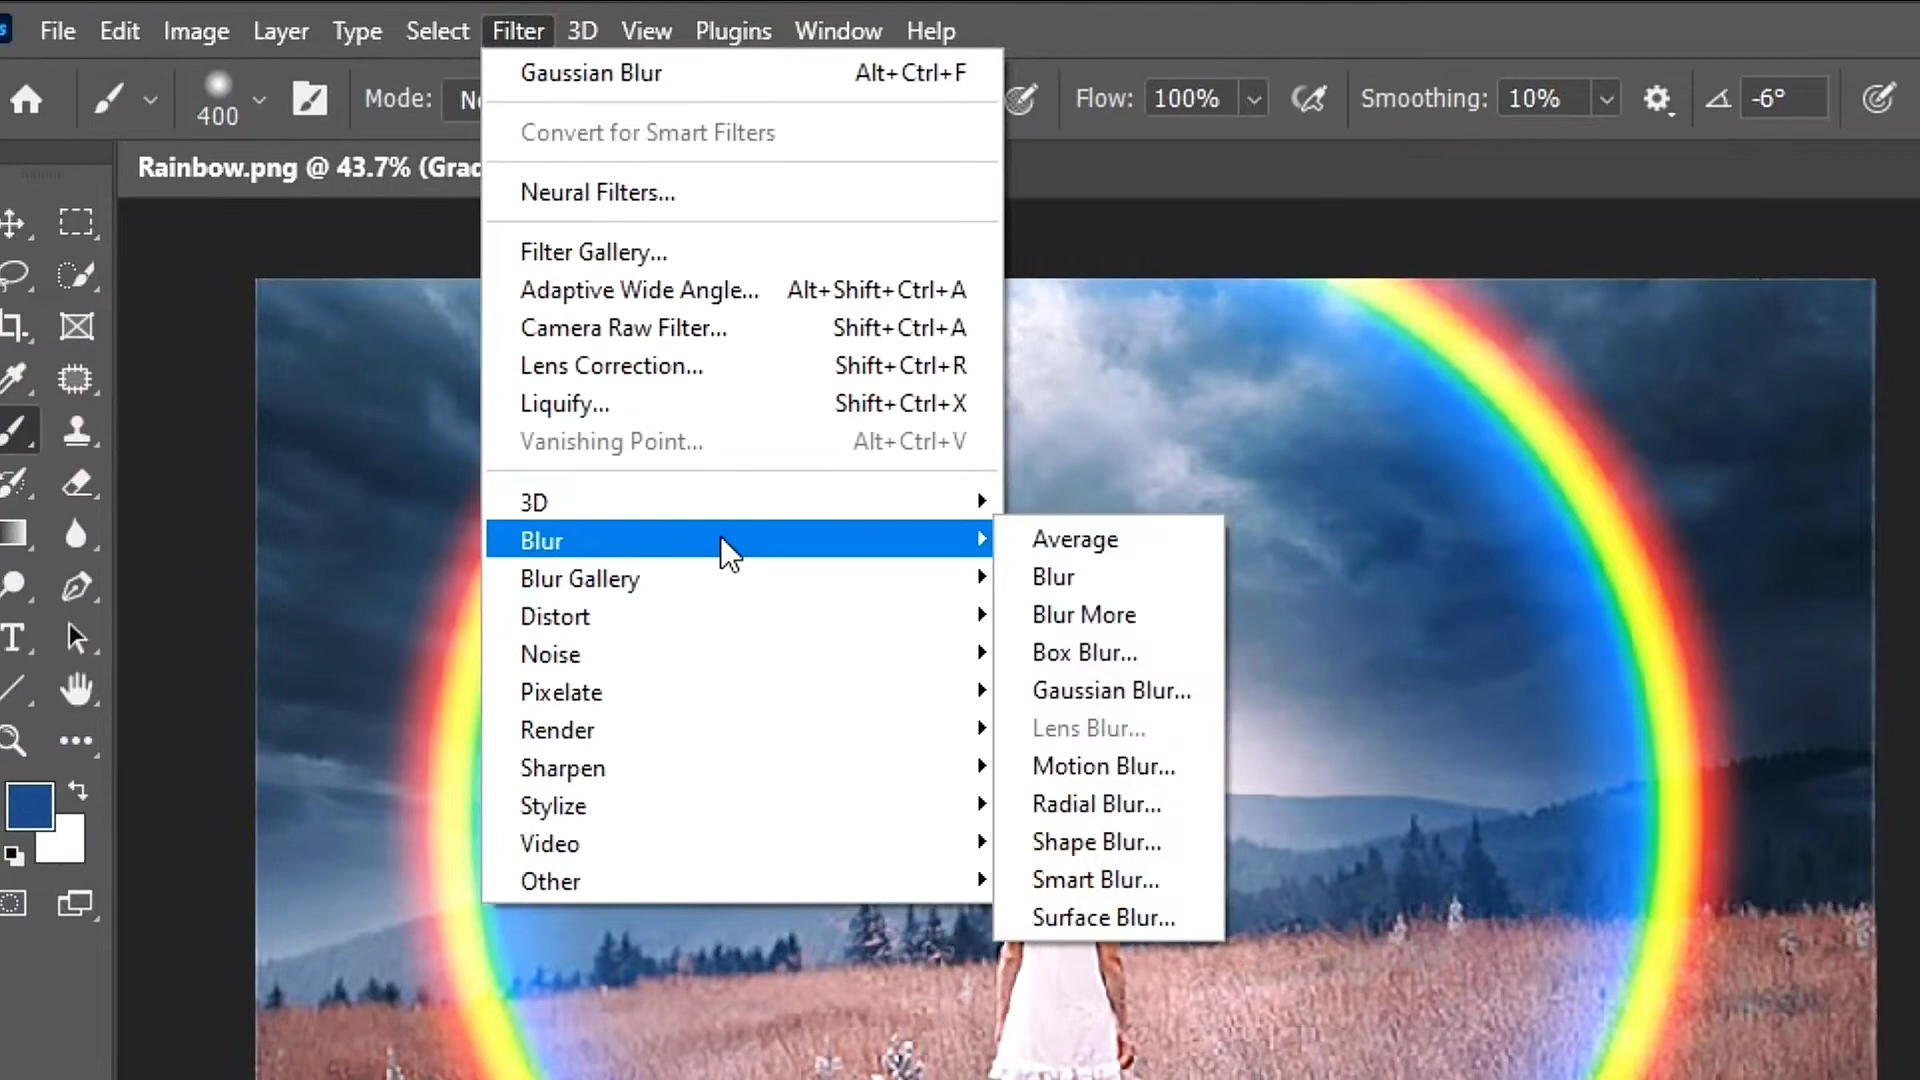 File Edit Image Layer Type Select Filter 3D View Plugins Window Help
400 Mode: Flow: 100% Smoothing: 10% -6°
Rainbow.png @ 43.7%
Gaussian Blur Alt+Ctrl+F
Convert for Smart Filters
Neural Filters...
Filter Gallery...
Adaptive Wide Angle... Alt+Shift+Ctrl+A
Camera Raw Filter... Shift+Ctrl+A
Lens Correction... Shift+Ctrl+R
Liquify... Shift+Ctrl+X
Vanishing Point... Alt+Ctrl+V
3D
Blur
Blur Gallery
Distort
Noise
Pixelate
Render
Sharpen
Stylize
Video
Other
Average
Blur
Blur More
Box Blur...
Gaussian Blur...
Lens Blur...
Motion Blur...
Radial Blur...
Shape Blur...
Smart Blur...
Surface Blur...